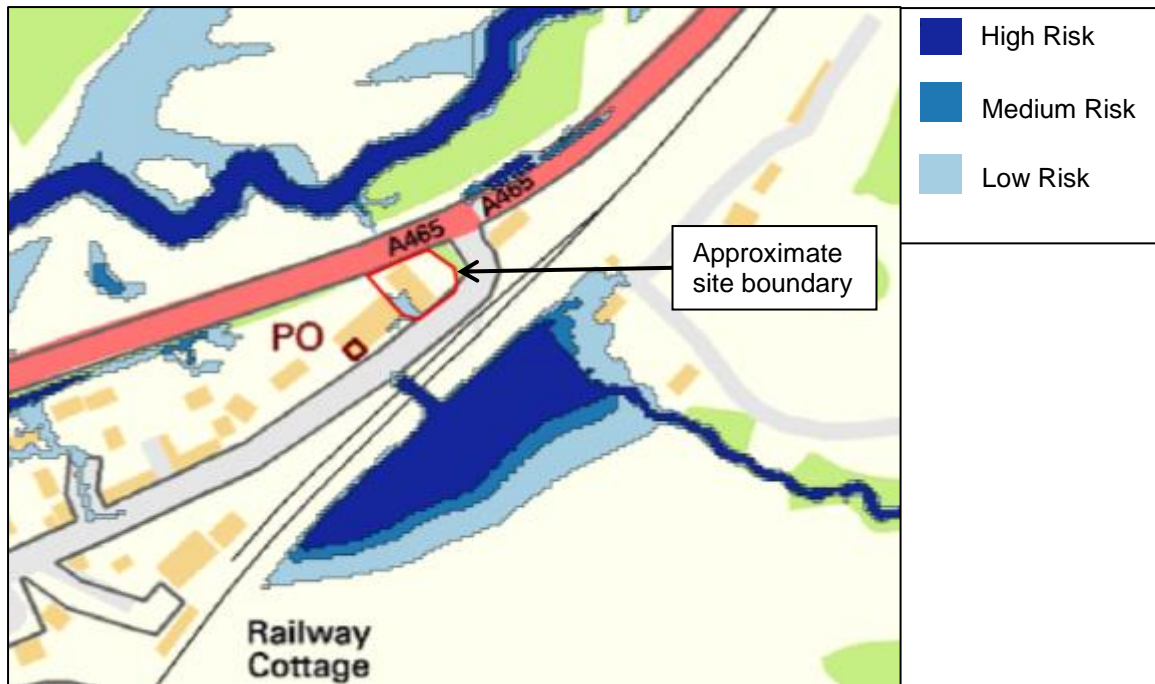 High Risk
Medium Risk
Low Risk
A465
A465
Approximate
site boundary
PO
Railway
Cottage